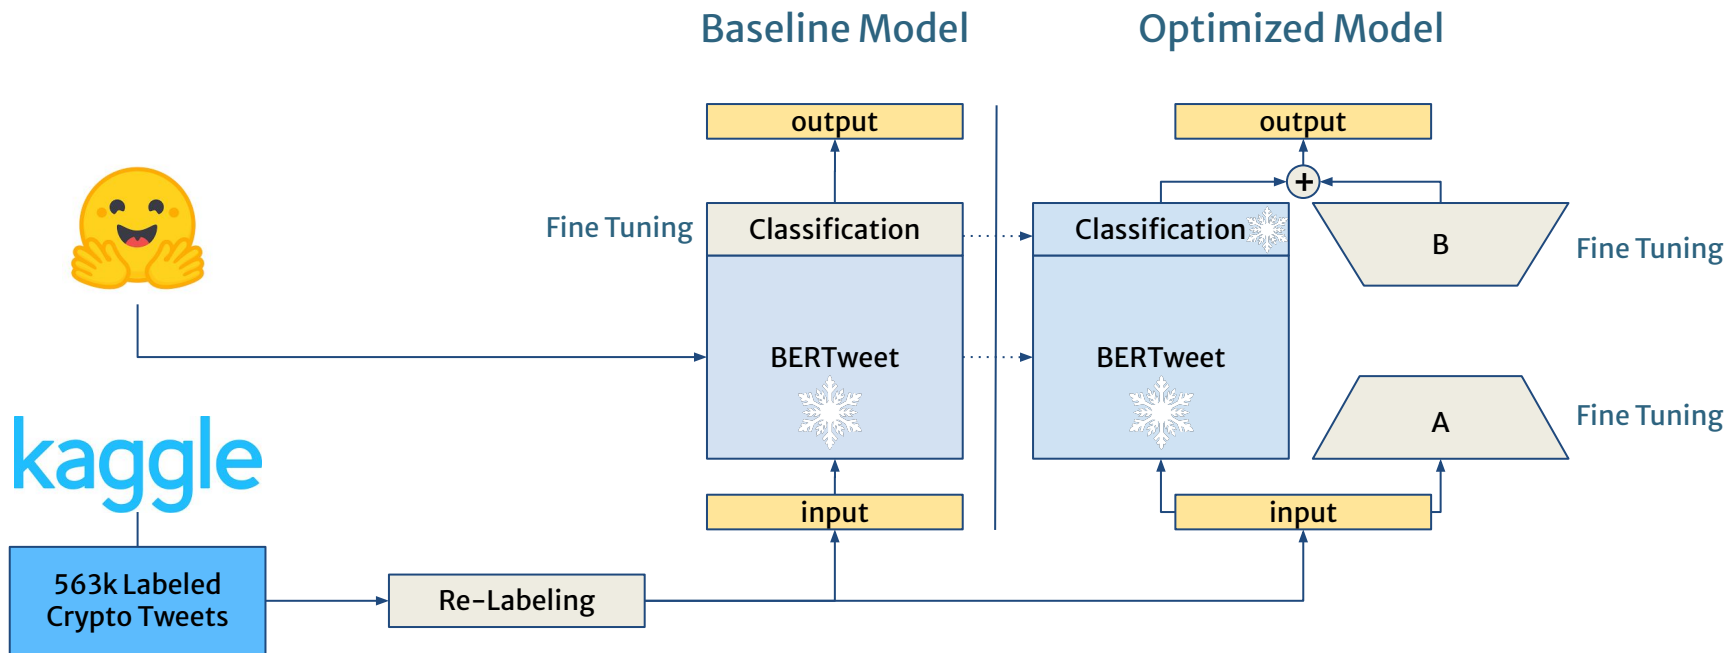 Baseline Model
Optimized Model
output
output
+
Fine Tuning
Classification
Classification
B
Fine Tuning
BERTweet
BERTweet
A
Fine Tuning
kaggle
input
input
563k Labeled
Crypto Tweets
Re-Labeling